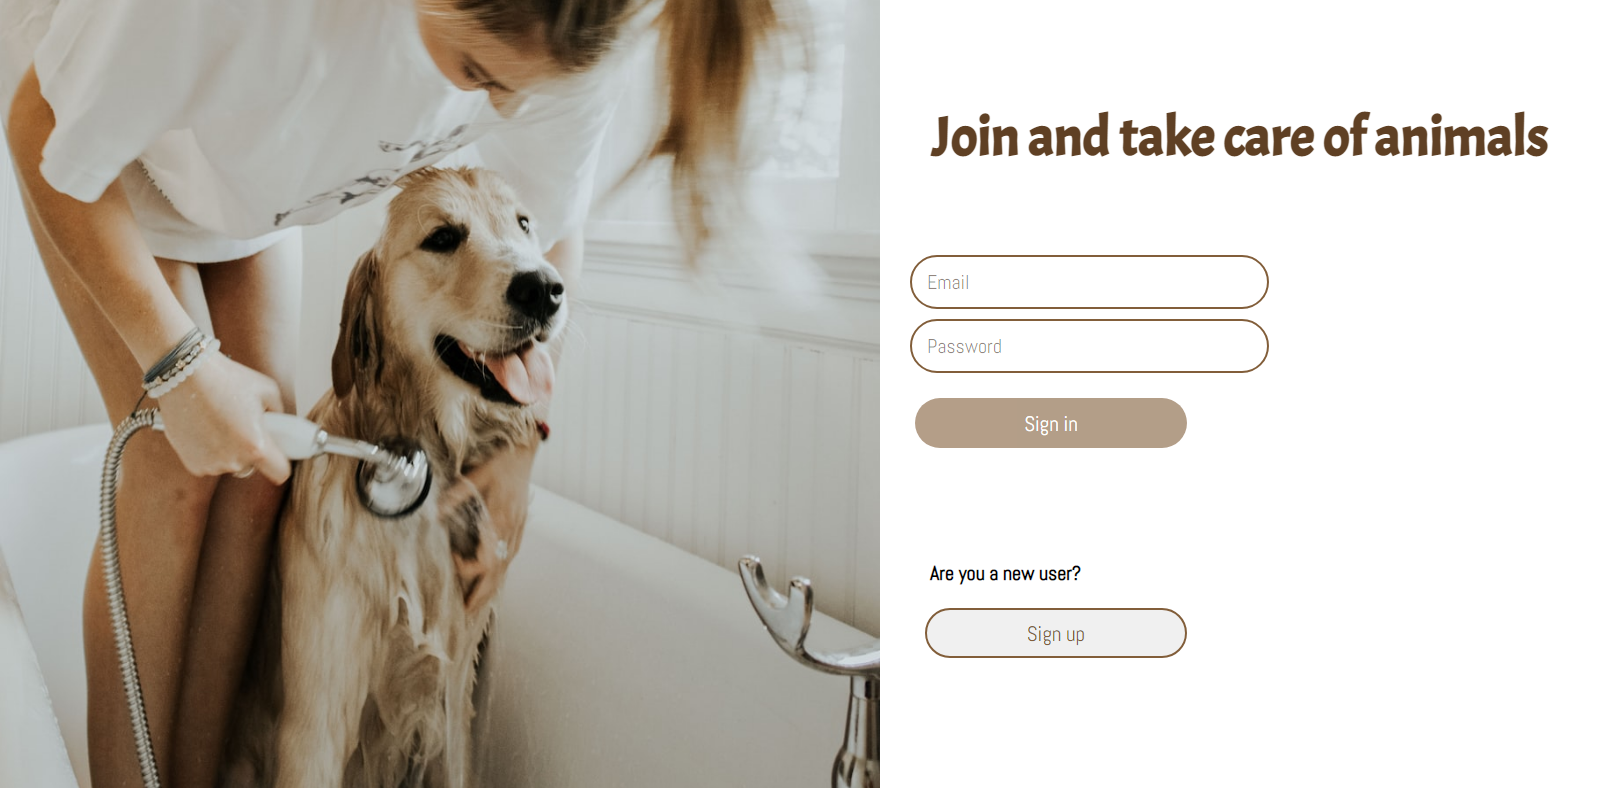 Join and take care of animals
Email
Password
Sign in
Are you a new user?
Sign up